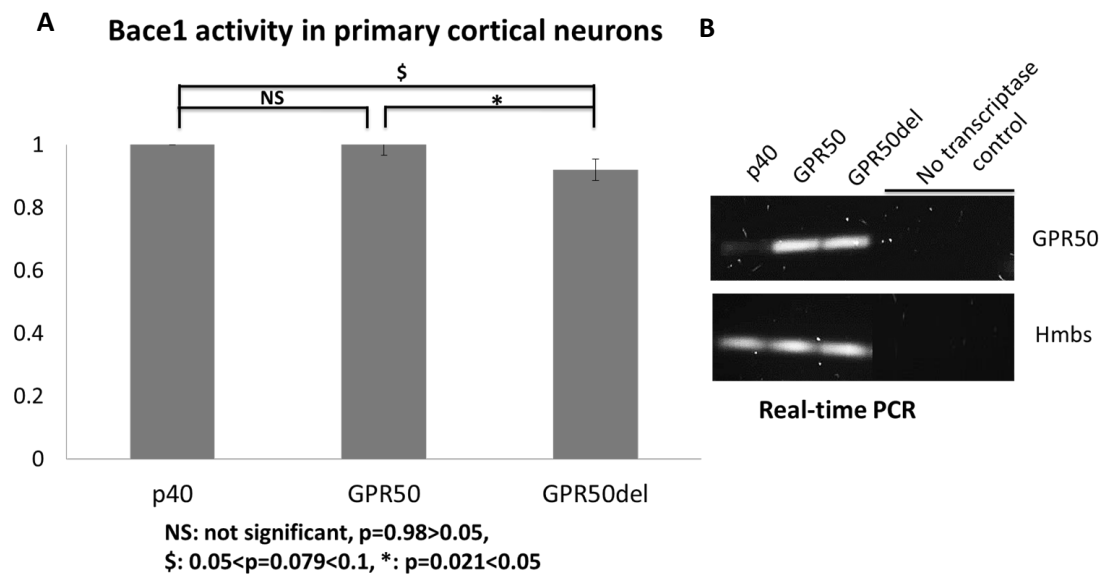 A
Bace1 activity in primary cortical neurons
$
NS
*
1
0.8
0.6
0.4
0.2
0
p40
GPR50
GPR50del
NS: not significant, p=0.98>0.05,
$: 0.05<p=0.079<0.1, *: p=0.021<0.05
B
p40
GPR50
GPR50del
No transcriptase
control
GPR50
Hmbs
Real-time PCR